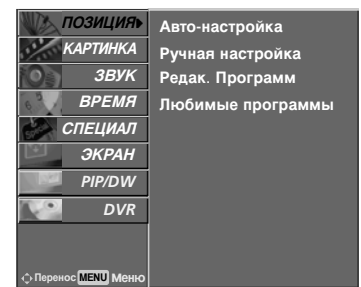 ПОЗИЦИЯ
КАРТИНКА
ЗВУК
ВРЕМЯ
СПЕЦИАЛ
ЭКРАН
PIP/DW
DVR
Авто-настройка
Ручная настройка
Редак. Программ
Любимые программы
Перенос MENU Меню